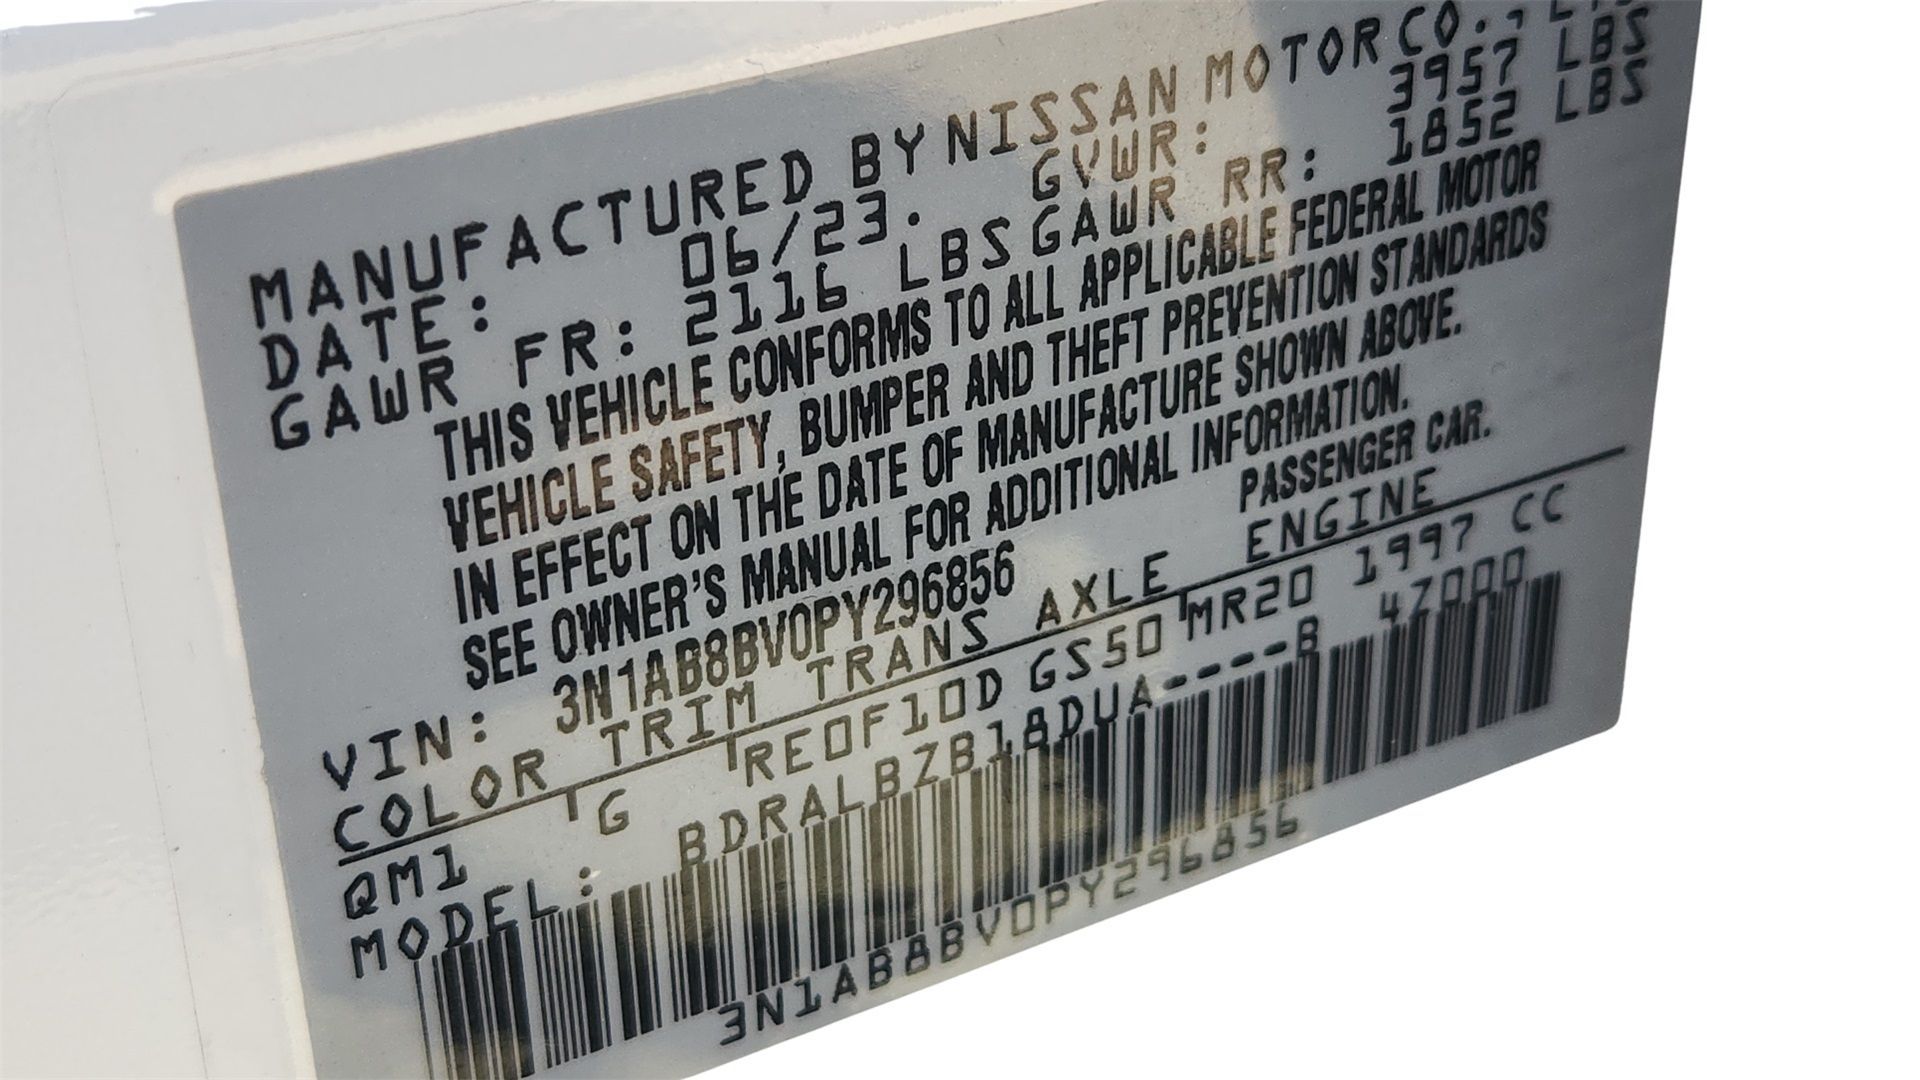 MANUFACTURED BY NISSAN MOTOR CO.,
DATE: 06/23. GVWR: 3957 LBS
GAWR FR: 2116 LBS GAWR RR: 1852 LBS
THIS VEHICLE CONFORMS TO ALL APPLICABLE FEDERAL MOTOR
VEHICLE SAFETY, BUMPER AND THEFT PREVENTION STANDARDS
IN EFFECT ON THE DATE OF MANUFACTURE SHOWN ABOVE.
SEE OWNER'S MANUAL FOR ADDITIONAL INFORMATION.
VIN: 3N1AB8BV0PY296856 PASSENGER CAR.
COLOR TRIM TRANS AXLE ENGINE
QM1 G RE0F10D GS50 MR20 1997 CC
MODEL: BDRALBZB18DUA----B 4Z000
3N1AB8BV0PY296856